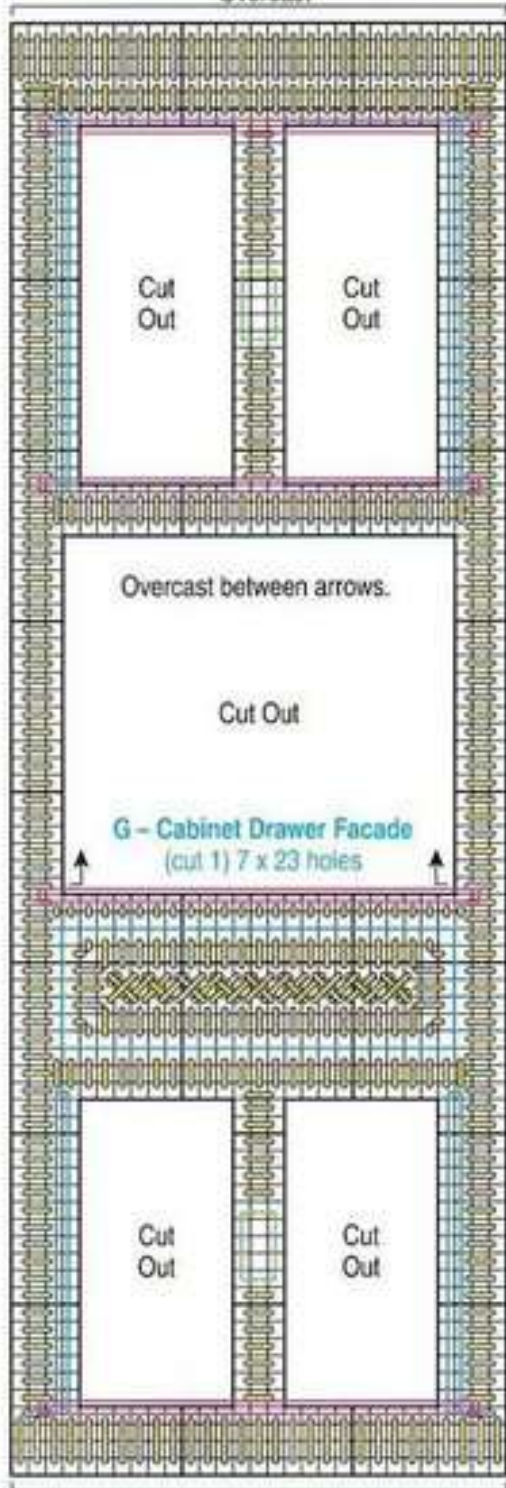 Overcast
Cut
Out
Cut
Out
Overcast between arrows.
Cut Out
G – Cabinet Drawer Facade
(cut 1) 7 x 23 holes
Cut
Out
Cut
Out